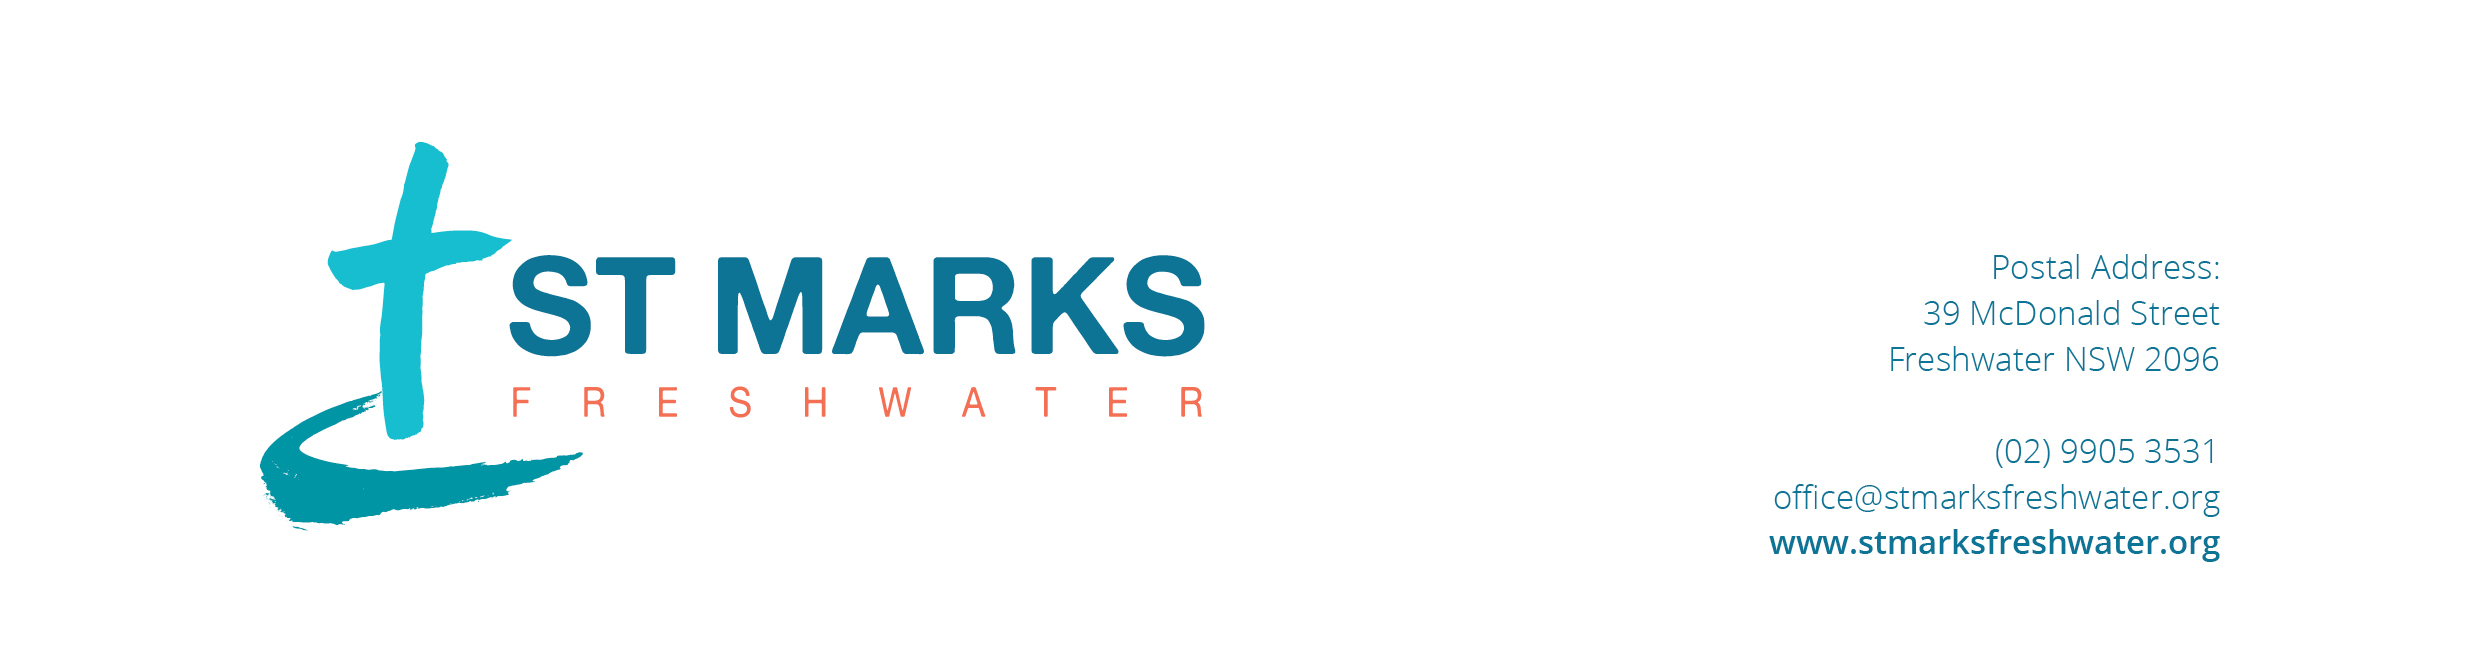 ST MARKS
FRESHWATER
Postal Address:
39 McDonald Street
Freshwater NSW 2096
(02) 9905 3531
office@stmarksfreshwater.org
www.stmarksfreshwater.org